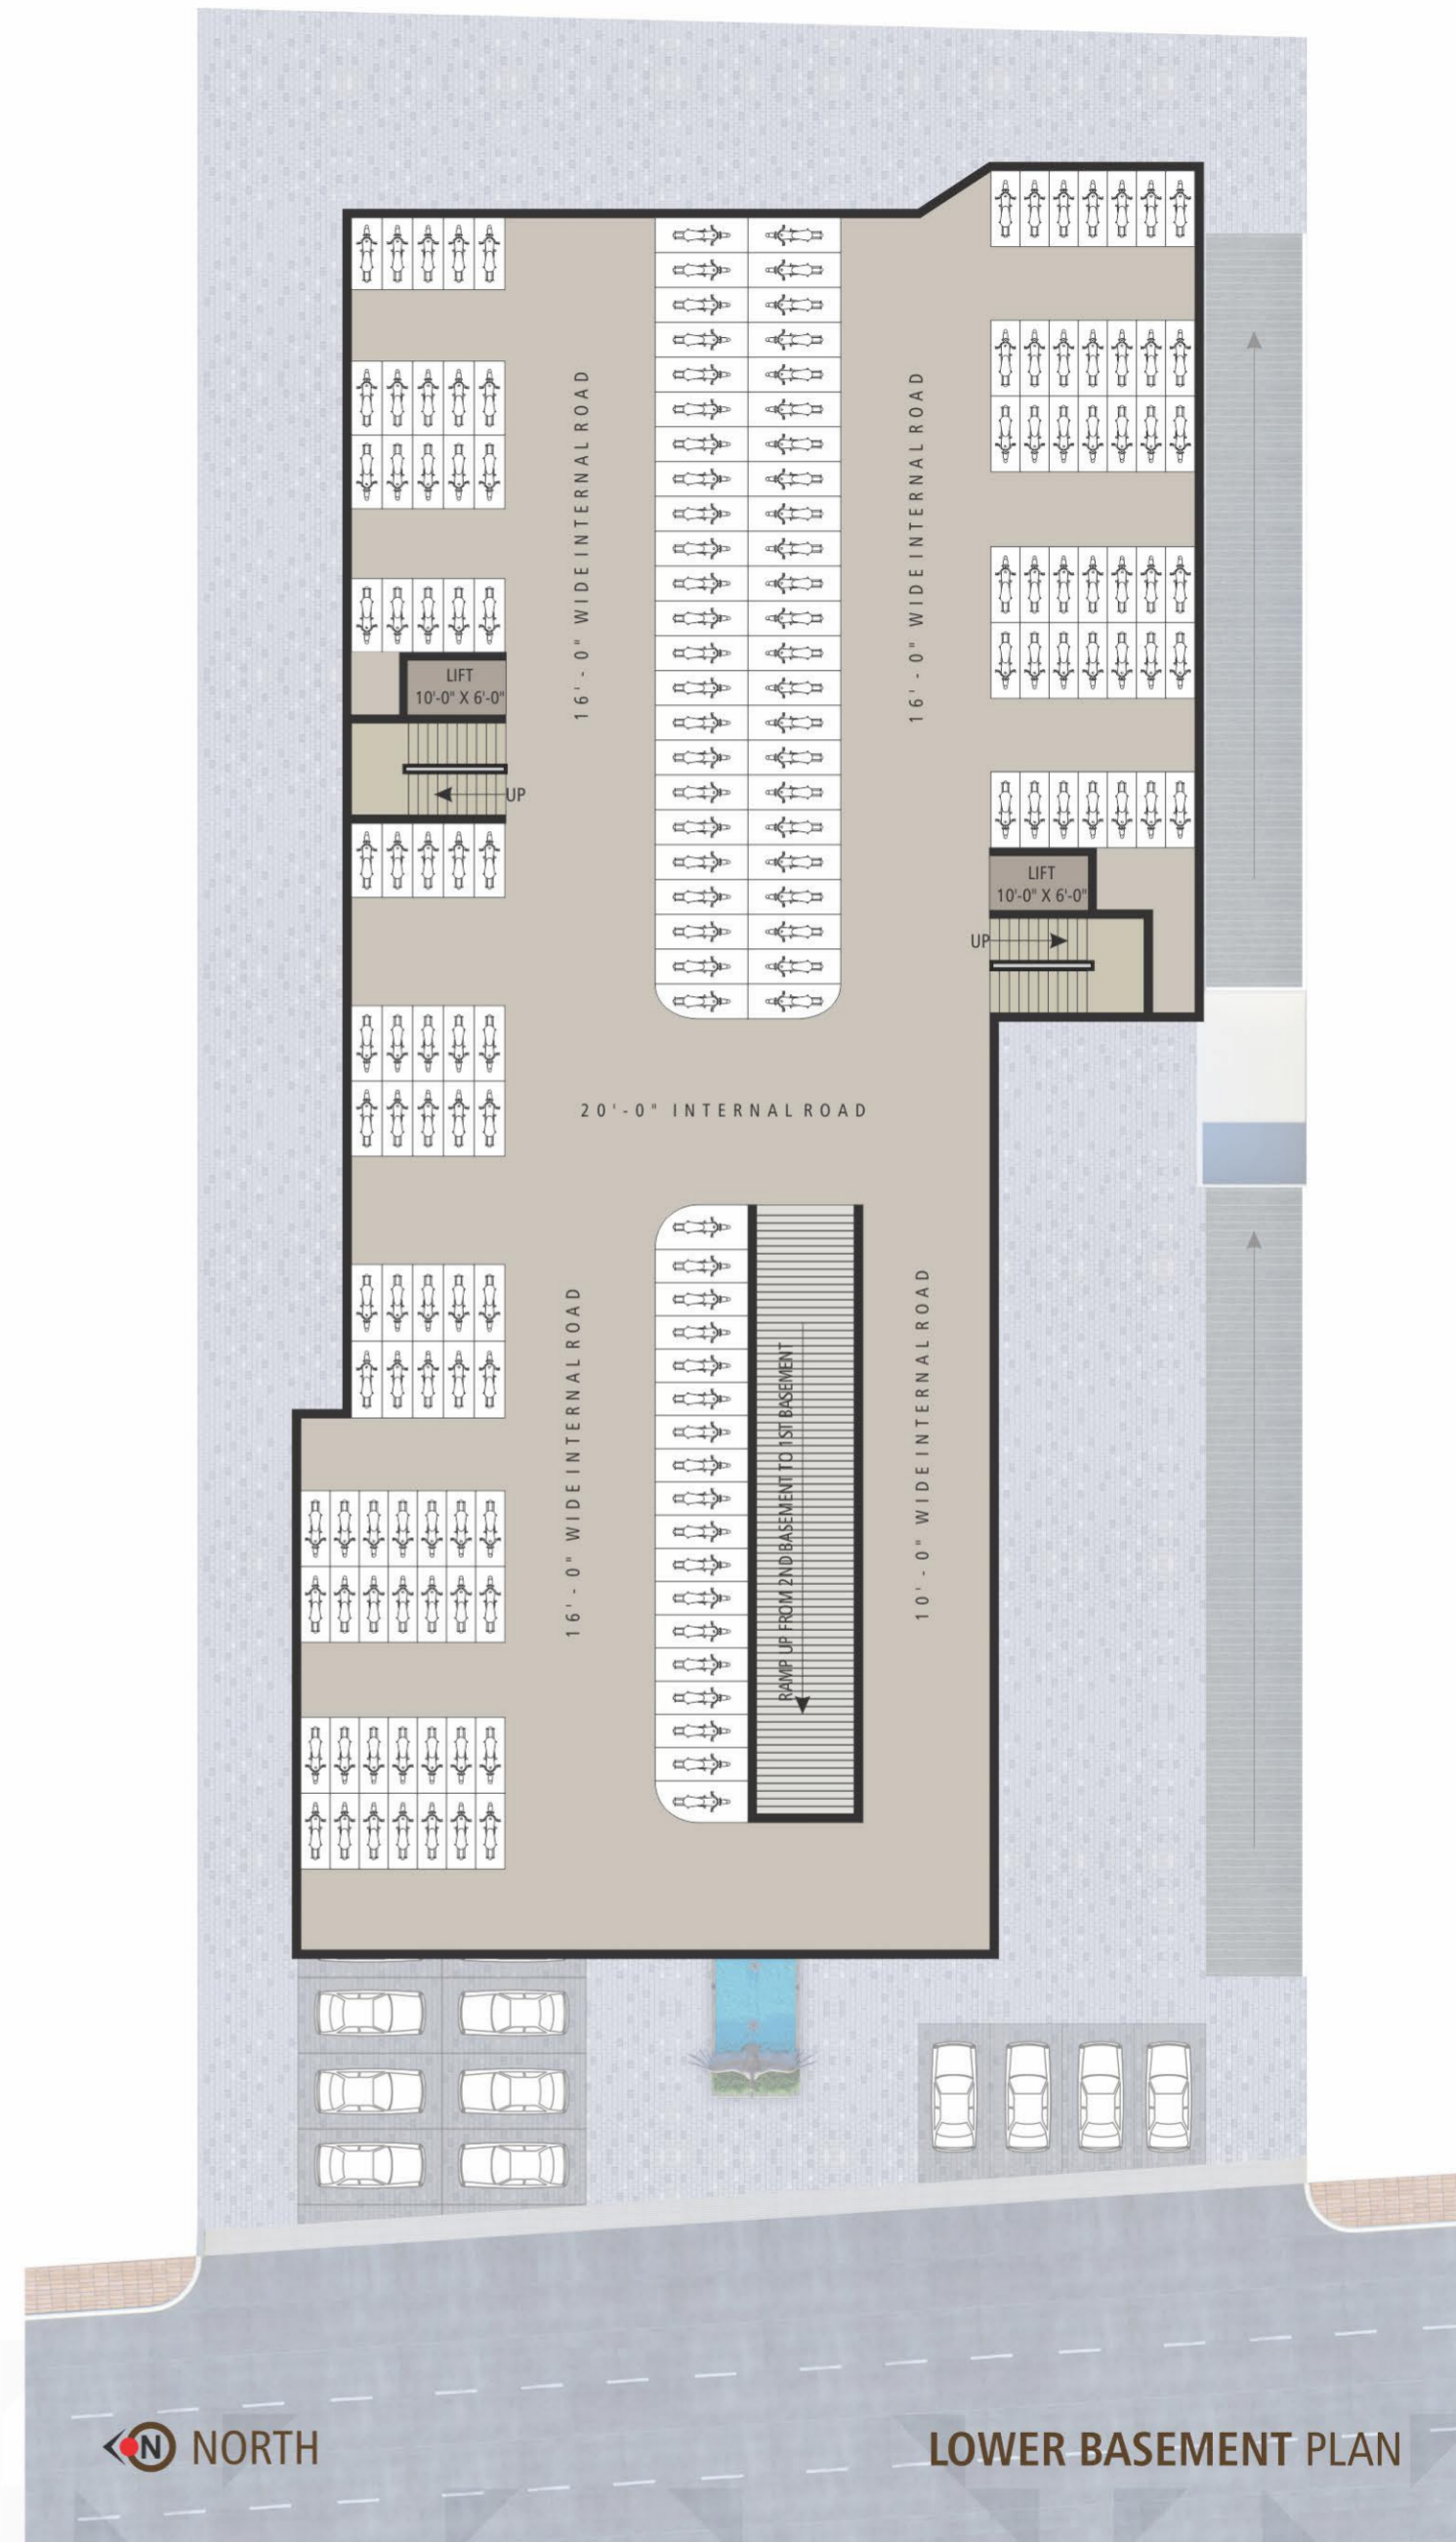 16'-0" WIDE INTERNAL ROAD
16'-0" WIDE INTERNAL ROAD
LIFT
10'-0" X 6'-0"
UP
LIFT
10'-0" X 6'-0"
UP
20'-0" INTERNAL ROAD
16'-0" WIDE INTERNAL ROAD
RAMP UP FROM 2ND BASEMENT TO 1ST BASEMENT
10'-0" WIDE INTERNAL ROAD
N NORTH
LOWER BASEMENT PLAN